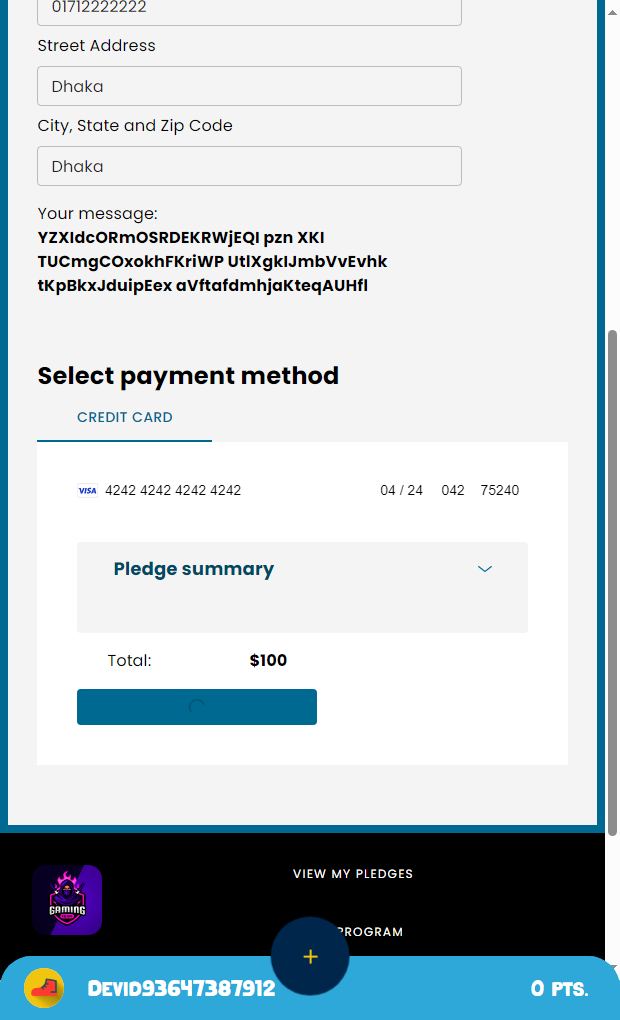 01712222222
Street Address
Dhaka
City, State and Zip Code
Dhaka
Your message:
YZXIdcORmOSRDEKRWjEQI pzn XKI
TUCmgCOxokhFKriWP UtlXgkIJmbVvEvhk
tKpBkxJduipEex aVftafdmhjaKteqAUHfl
Select payment method
CREDIT CARD
VISA 4242 4242 4242 4242 04 / 24 042 75240
Pledge summary
Total: $100
VIEW MY PLEDGES
GAMING
PROGRAM
+
Devid93647387912 0 PTS.